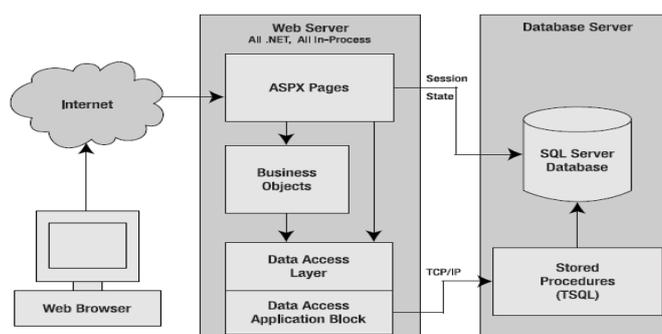 Web Server
All .NET, All In-Process
Database Server
Internet
ASPX Pages
Session
State
Business
Objects
SQL Server
Database
Data Access
Layer
TCP/IP
Stored
Procedures
(TSQL)
Web Browser
Data Access
Application Block